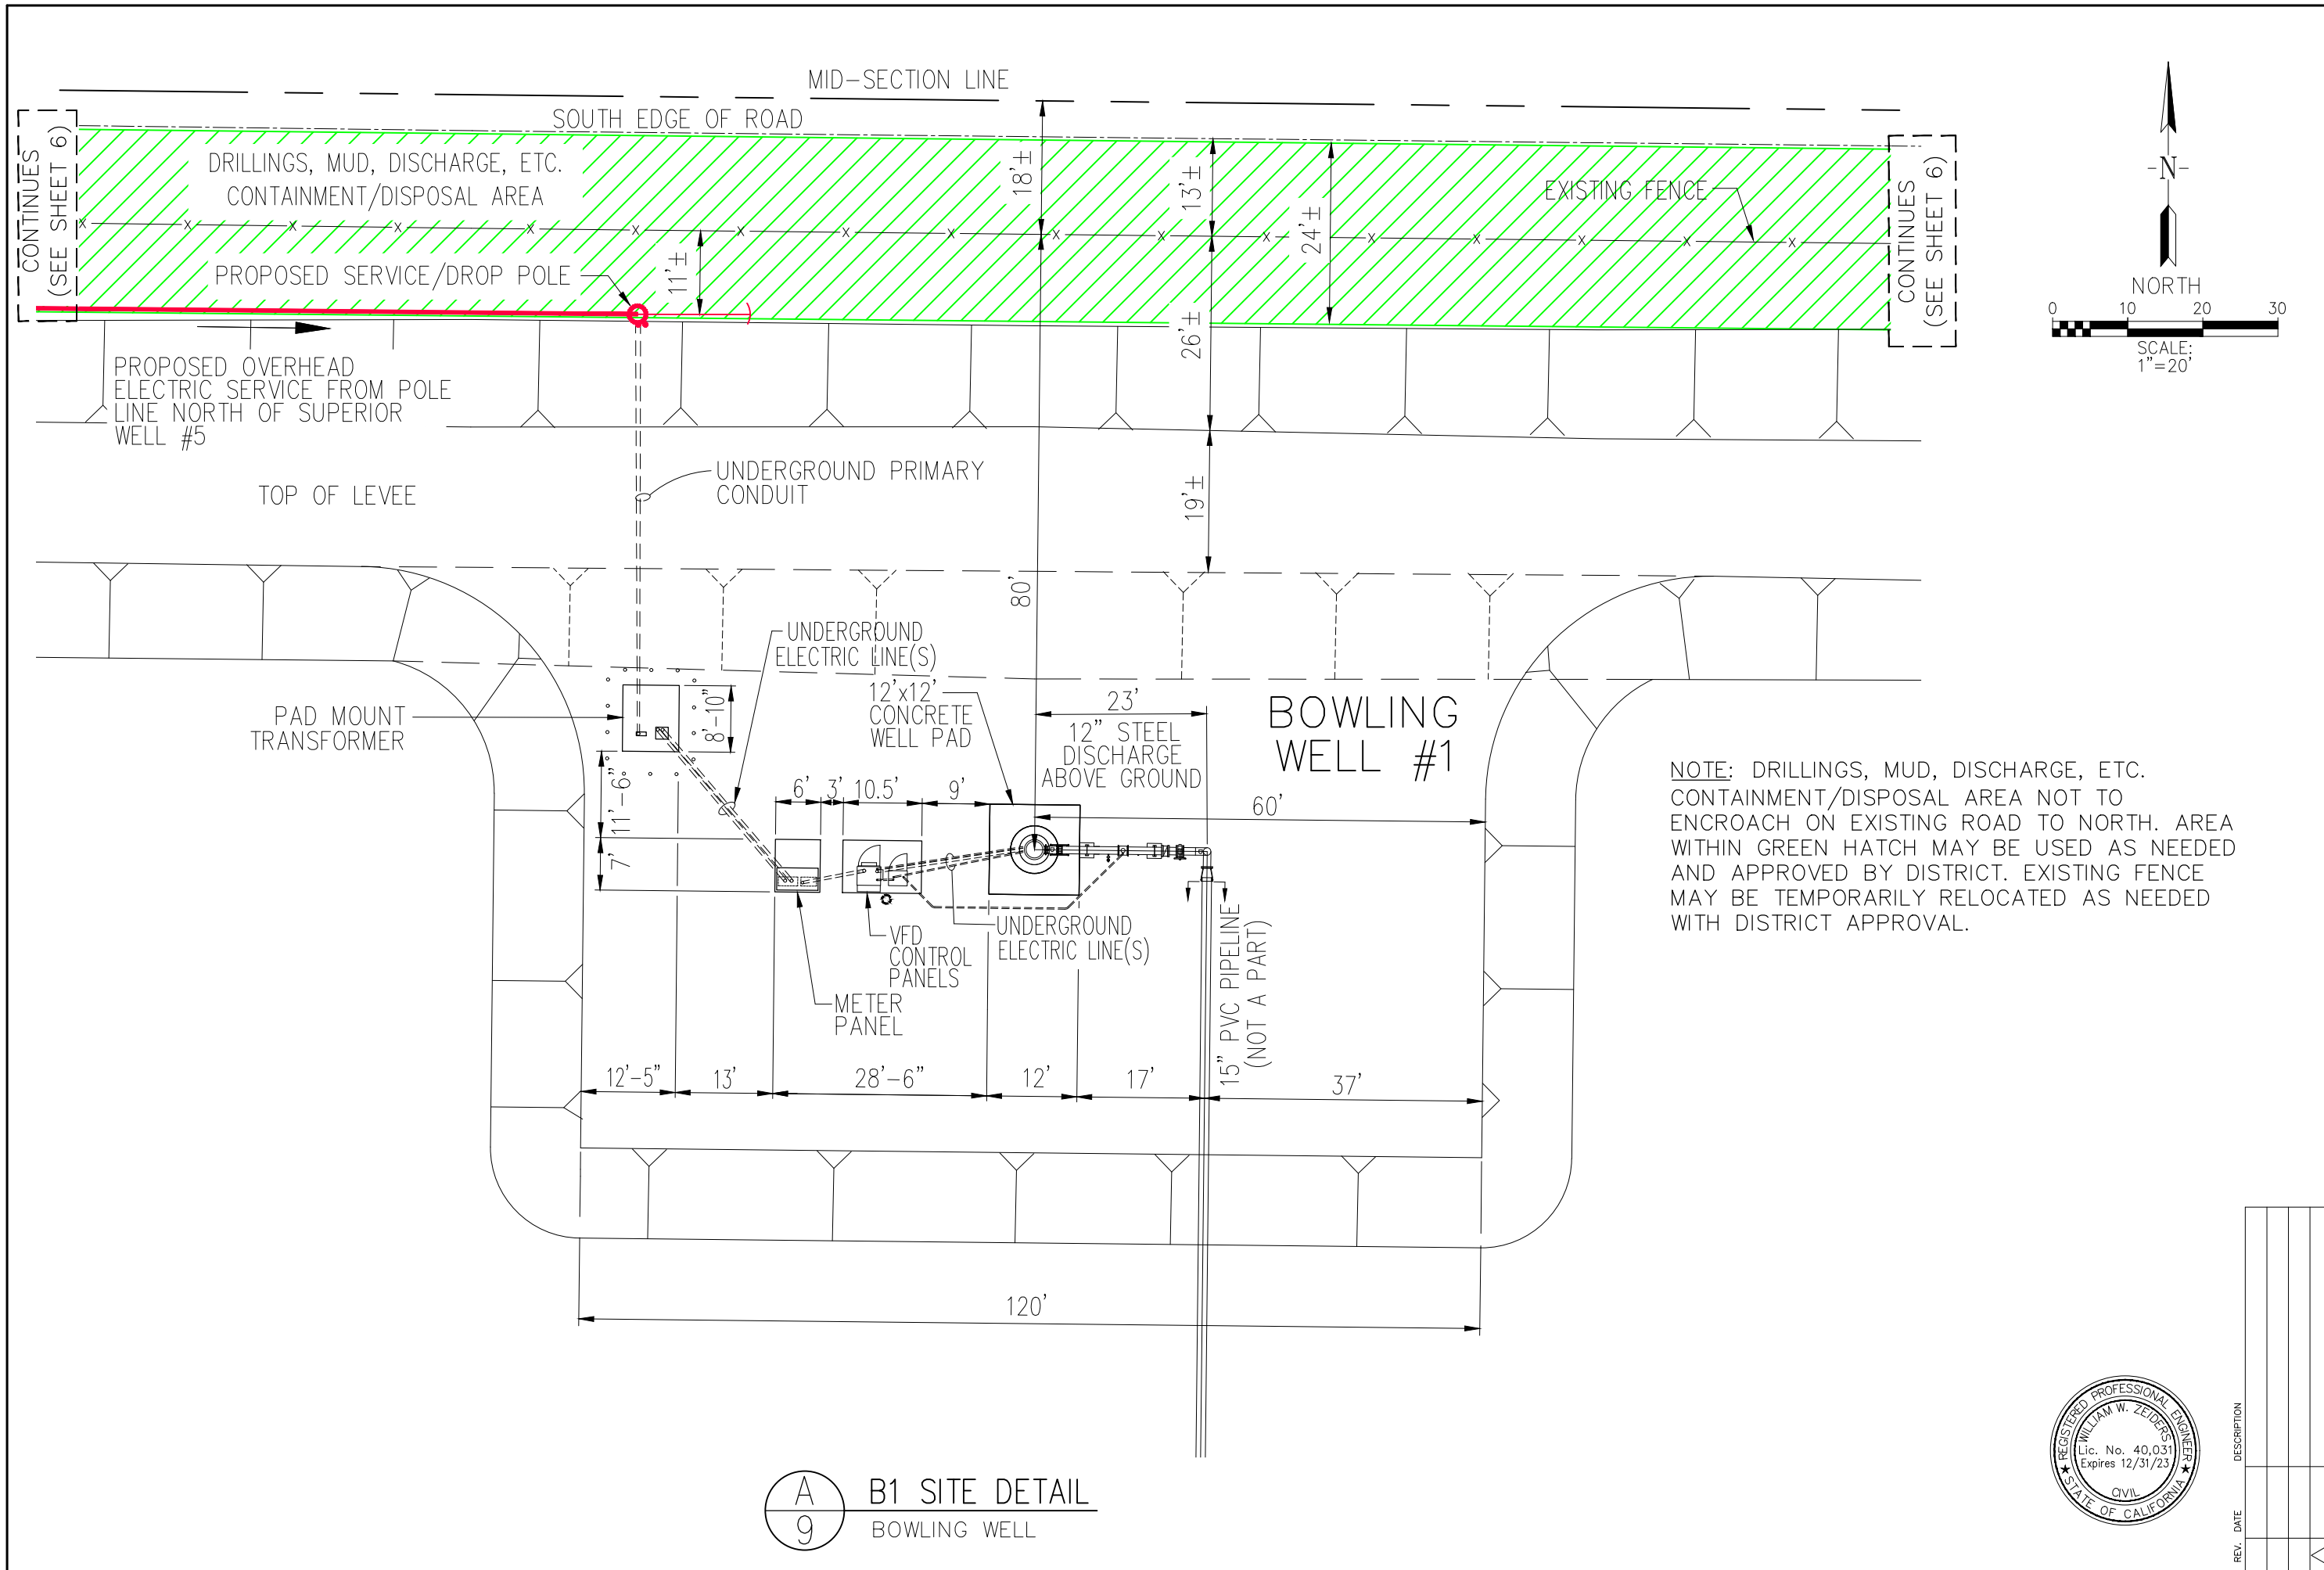 MID-SECTION LINE
SOUTH EDGE OF ROAD
CONTINUES
(SEE SHEET 6)
DRILLINGS, MUD, DISCHARGE, ETC.
CONTAINMENT/DISPOSAL AREA
18'±
13'±
24'±
EXISTING FENCE
CONTINUES
(SEE SHEET 6)
-N-
NORTH
0 10 20 30
SCALE:
1"=20'
PROPOSED SERVICE/DROP POLE
11'±
26'±
PROPOSED OVERHEAD
ELECTRIC SERVICE FROM POLE
LINE NORTH OF SUPERIOR
WELL #5
TOP OF LEVEE
UNDERGROUND PRIMARY
CONDUIT
19'±
80'
UNDERGROUND
ELECTRIC LINE(S)
PAD MOUNT
TRANSFORMER
8'-10"
12'x12'
CONCRETE
WELL PAD
23'
12" STEEL
DISCHARGE
ABOVE GROUND
BOWLING
WELL #1
11'-6"
7'
6'
3'
10.5'
9'
60'
NOTE: DRILLINGS, MUD, DISCHARGE, ETC.
CONTAINMENT/DISPOSAL AREA NOT TO
ENCROACH ON EXISTING ROAD TO NORTH. AREA
WITHIN GREEN HATCH MAY BE USED AS NEEDED
AND APPROVED BY DISTRICT. EXISTING FENCE
MAY BE TEMPORARILY RELOCATED AS NEEDED
WITH DISTRICT APPROVAL.
VFD
CONTROL
PANELS
UNDERGROUND
ELECTRIC LINE(S)
METER
PANEL
15" PVC PIPELINE
(NOT A PART)
12'-5"
13'
28'-6"
12'
17'
37'
120'
A
9
B1 SITE DETAIL
BOWLING WELL
REGISTERED PROFESSIONAL ENGINEER
WILLIAM W. ZEIDERS
Lic. No. 40,031
Expires 12/31/23
CIVIL
STATE OF CALIFORNIA
DESCRIPTION
DATE
REV.